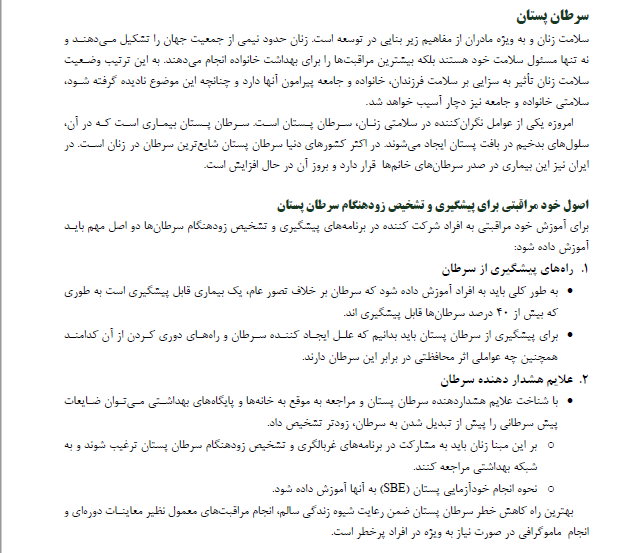 سرطان پستان
سلامت زنان و به ویژه مادران از مفاهیم زیر بنایی در توسعه است. زنان حدود نیمی از جمعیت جهان را تشکیل می‌دهند و
نه تنها مسئول سلامت خود هستند بلکه بیشترین مراقبت‌ها را برای بهداشت خانواده انجام می‌دهند. به این ترتیب وضعیت
سلامت زنان تأثیر به سزایی بر سلامت فرزندان، خانواده و جامعه پیرامون آنها دارد و چنانچه این موضوع نادیده گرفته شود،
سلامتی خانواده و جامعه نیز دچار آسیب خواهد شد.
امروزه یکی از عوامل نگران‌کننده در سلامتی زنان، سرطان پستان است. سرطان پستان بیماری است که در آن،
سلول‌های بدخیم در بافت پستان ایجاد می‌شوند. در اکثر کشورهای دنیا سرطان پستان شایع‌ترین سرطان در زنان است. در
ایران نیز این بیماری در صدر سرطان‌های خانم‌ها قرار دارد و بروز آن در حال افزایش است.
اصول خود مراقبتی برای پیشگیری و تشخیص زودهنگام سرطان پستان
برای آموزش خود مراقبتی به افراد شرکت کننده در برنامه‌های پیشگیری و تشخیص زودهنگام سرطان‌ها دو اصل مهم باید
آموزش داده شود:
۱. راه‌های پیشگیری از سرطان
• به طور کلی باید به افراد آموزش داده شود که سرطان بر خلاف تصور عام، یک بیماری قابل پیشگیری است به طوری
که بیش از ۴۰ درصد سرطان‌ها قابل پیشگیری اند.
• برای پیشگیری از سرطان پستان باید بدانیم که علل ایجاد کننده سرطان و راه‌های دوری کردن از آن کدامند
همچنین چه عواملی اثر محافظتی در برابر این سرطان دارند.
۲. علایم هشدار دهنده سرطان
• با شناخت علایم هشداردهنده سرطان پستان و مراجعه به موقع به خانه‌ها و پایگاه‌های بهداشتی می‌توان ضایعات
پیش سرطانی را پیش از تبدیل شدن به سرطان، زودتر تشخیص داد.
○ بر این مبنا زنان باید به مشارکت در برنامه‌های غربالگری و تشخیص زودهنگام سرطان پستان ترغیب شوند و به
شبکه بهداشتی مراجعه کنند.
○ نحوه انجام خودآزمایی پستان (SBE) به آنها آموزش داده شود.
بهترین راه کاهش خطر سرطان پستان ضمن رعایت شیوه زندگی سالم، انجام مراقبت‌های معمول نظیر معاینات دوره‌ای و
انجام ماموگرافی در صورت نیاز به ویژه در افراد پرخطر است.